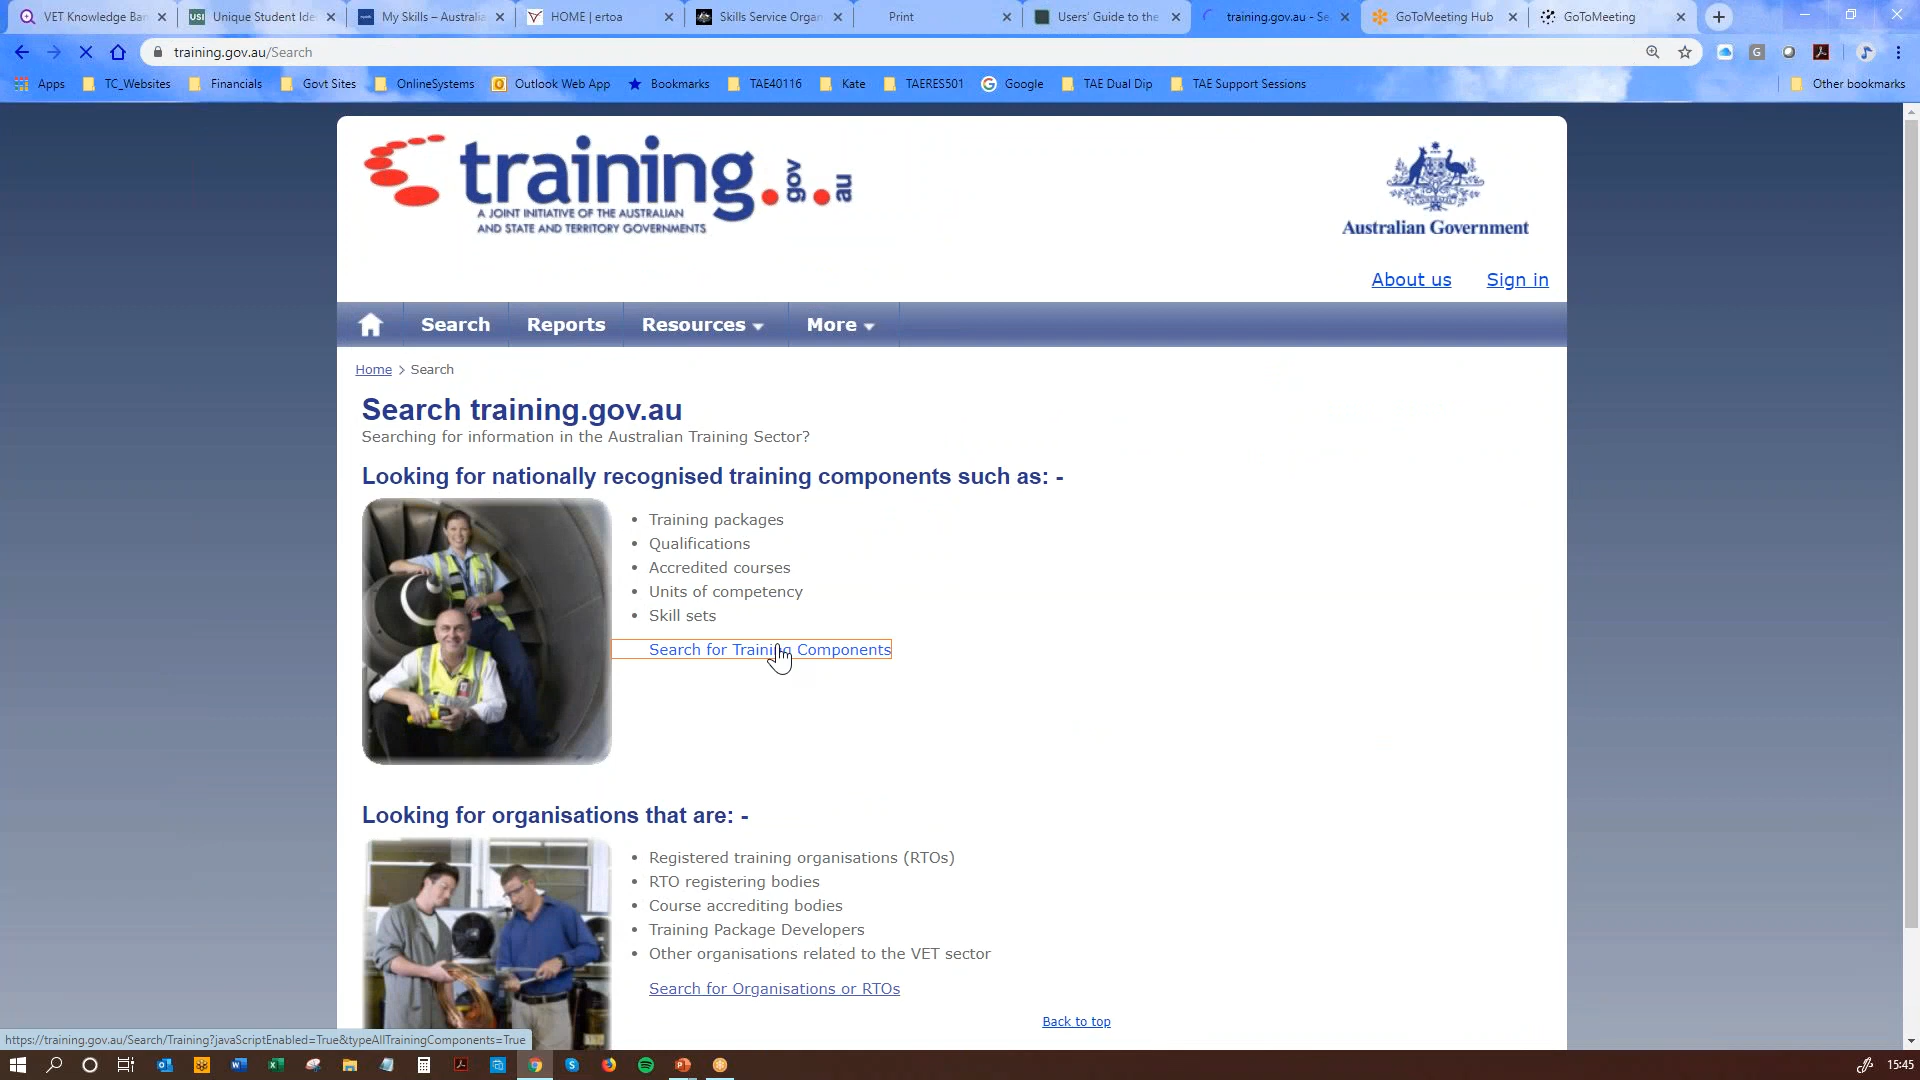 VET Knowledge Ba
Unique Student Ide
My Skills – Australia
HOME | ertoa
Skills Service Organ
Print
Users' Guide to the
training.gov.au - Se
GoToMeeting Hub
GoToMeeting
training.gov.au/Search
Apps
TC_Websites
Financials
Govt Sites
OnlineSystems
Outlook Web App
Bookmarks
TAE40116
Kate
TAERES501
Google
TAE Dual Dip
TAE Support Sessions
Other bookmarks
training.gov.au
A JOINT INITIATIVE OF THE AUSTRALIAN
AND STATE AND TERRITORY GOVERNMENTS
Australian Government
About us
Sign in
Search
Reports
Resources
More
Home > Search
Search training.gov.au
Searching for information in the Australian Training Sector?
Looking for nationally recognised training components such as: -
• Training packages
• Qualifications
• Accredited courses
• Units of competency
• Skill sets
Search for Training Components
Looking for organisations that are: -
• Registered training organisations (RTOs)
• RTO registering bodies
• Course accrediting bodies
• Training Package Developers
• Other organisations related to the VET sector
Search for Organisations or RTOs
Back to top
https://training.gov.au/Search/Training?javaScriptEnabled=True&typeAllTrainingComponents=True
15:45